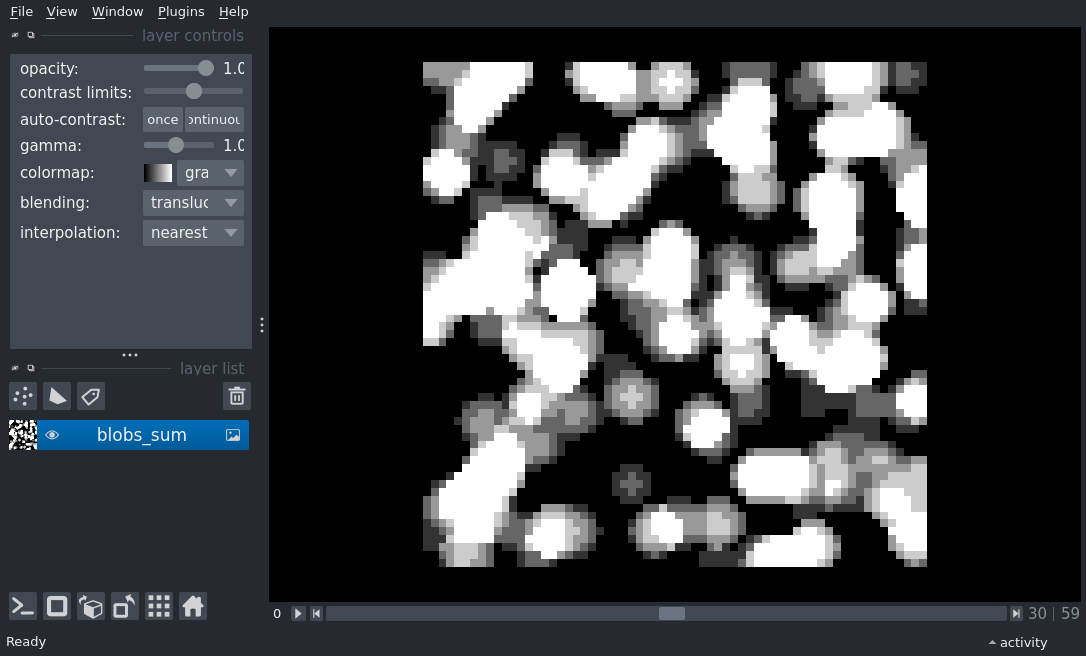 File View Window Plugins Help
layer controls
opacity: 1.0
contrast limits:
auto-contrast: once ontinuou
gamma: 1.0
colormap: gra
blending: transluc
interpolation: nearest
layer list
blobs_sum
0 30 | 59
Ready activity